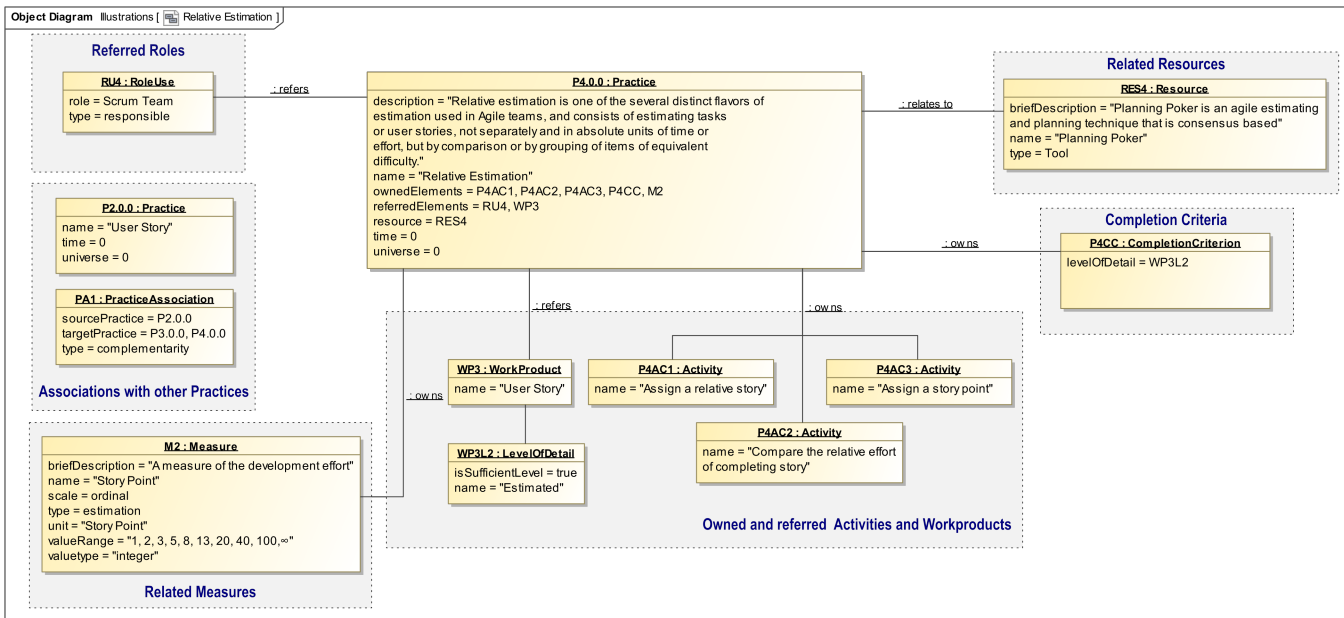 Object Diagram Illustrations [ Relative Estimation ]
Referred Roles
RU4 : RoleUse
role = Scrum Team
type = responsible
: refers
P4.0.0 : Practice
description = "Relative estimation is one of the several distinct flavors of
estimation used in Agile teams, and consists of estimating tasks
or user stories, not separately and in absolute units of time or
effort, but by comparison or by grouping of items of equivalent
difficulty."
name = "Relative Estimation"
ownedElements = P4AC1, P4AC2, P4AC3, P4CC, M2
referredElements = RU4, WP3
resource = RES4
time = 0
universe = 0
: relates to
Related Resources
RES4 : Resource
briefDescription = "Planning Poker is an agile estimating
and planning technique that is consensus based"
name = "Planning Poker"
type = Tool
P2.0.0 : Practice
name = "User Story"
time = 0
universe = 0
PA1 : PracticeAssociation
sourcePractice = P2.0.0
targetPractice = P3.0.0, P4.0.0
type = complementarity
Associations with other Practices
: owns
Completion Criteria
P4CC : CompletionCriterion
levelOfDetail = WP3L2
: refers
: owns
WP3 : WorkProduct
name = "User Story"
P4AC1 : Activity
name = "Assign a relative story"
P4AC3 : Activity
name = "Assign a story point"
: owns
P4AC2 : Activity
name = "Compare the relative effort
of completing story"
WP3L2 : LevelOfDetail
isSufficientLevel = true
name = "Estimated"
Owned and referred Activities and Workproducts
M2 : Measure
briefDescription = "A measure of the development effort"
name = "Story Point"
scale = ordinal
type = estimation
unit = "Story Point"
valueRange = "1, 2, 3, 5, 8, 13, 20, 40, 100,∞"
valuetype = "integer"
Related Measures